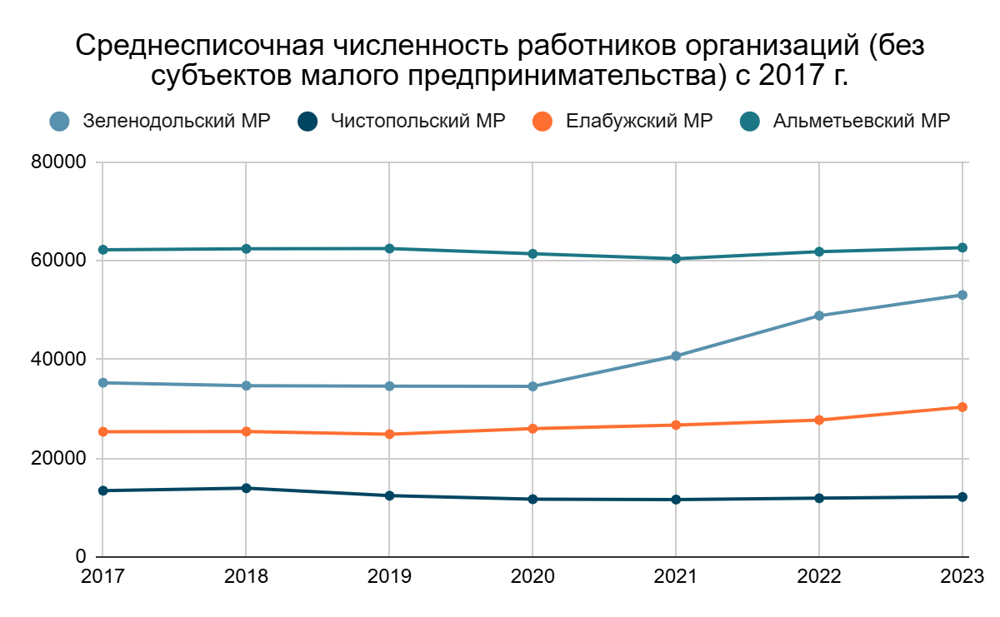 Среднесписочная численность работников организаций (без
субъектов малого предпринимательства) с 2017 г.
Зеленодольский МР Чистопольский МР Елабужский МР Альметьевский МР
80000
60000
40000
20000
0
2017 2018 2019 2020 2021 2022 2023